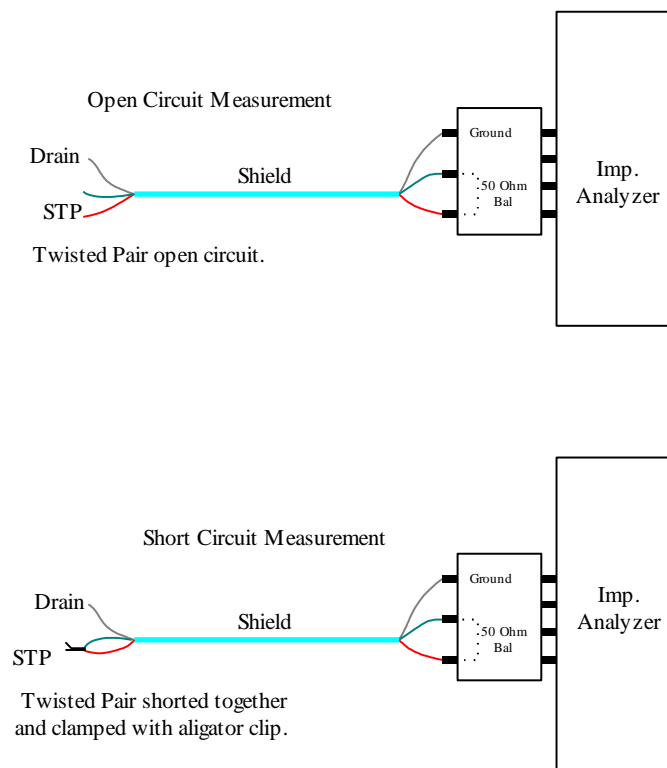 Open Circuit Measurement
Drain
Shield
STP
Twisted Pair open circuit.
Ground
50 Ohm
Bal
Imp.
Analyzer
Short Circuit Measurement
Drain
Shield
STP
Twisted Pair shorted together
and clamped with aligator clip.
Ground
50 Ohm
Bal
Imp.
Analyzer